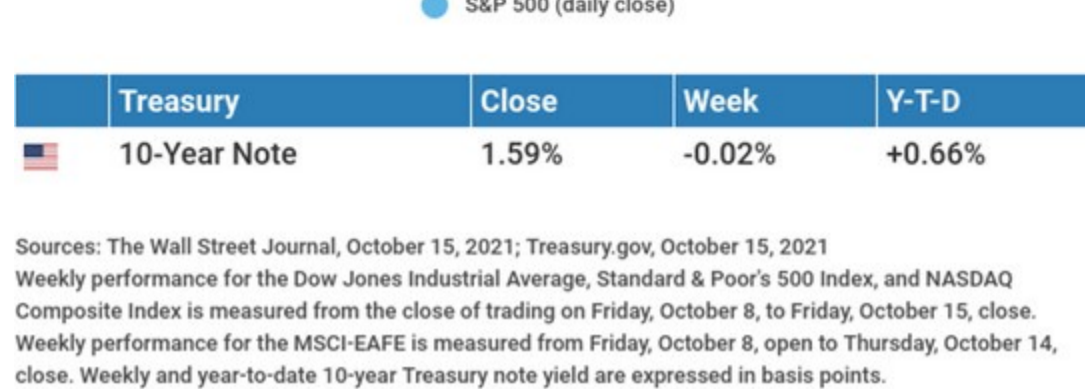 S&P 500 (daily close)
Treasury Close Week Y-T-D
10-Year Note 1.59% -0.02% +0.66%
Sources: The Wall Street Journal, October 15, 2021; Treasury.gov, October 15, 2021
Weekly performance for the Dow Jones Industrial Average, Standard & Poor's 500 Index, and NASDAQ
Composite Index is measured from the close of trading on Friday, October 8, to Friday, October 15, close.
Weekly performance for the MSCI-EAFE is measured from Friday, October 8, open to Thursday, October 14,
close. Weekly and year-to-date 10-year Treasury note yield are expressed in basis points.